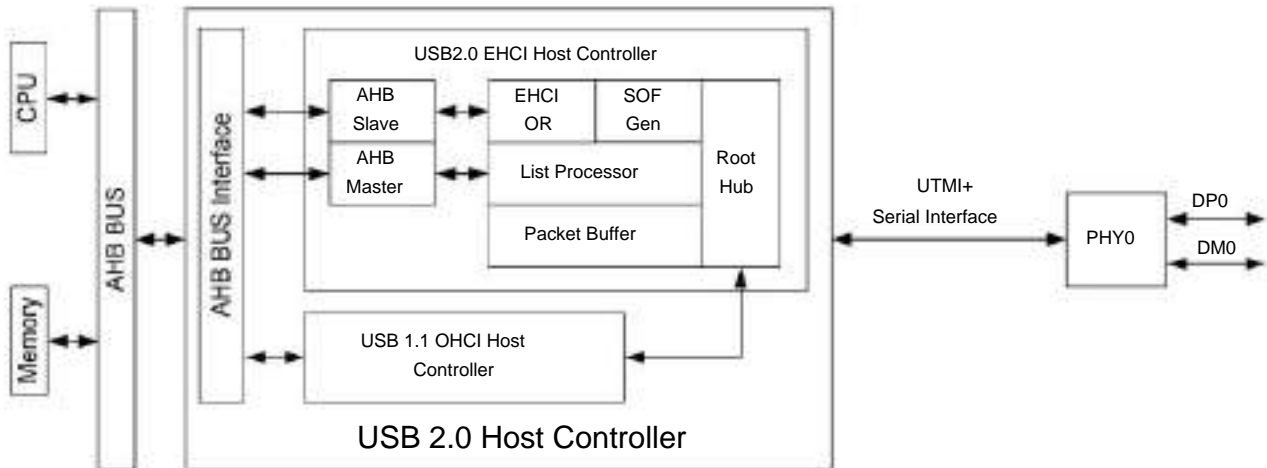 USB2.0 EHCI Host Controller
CPU
AHB
Slave
EHCI
OR
SOF
Gen
AHB
Master
List Processor
Root
Hub
Packet Buffer
AHB BUS
AHB BUS Interface
UTMI+
Serial Interface
PHY0
DP0
DM0
Memory
USB 1.1 OHCI Host
Controller
USB 2.0 Host Controller